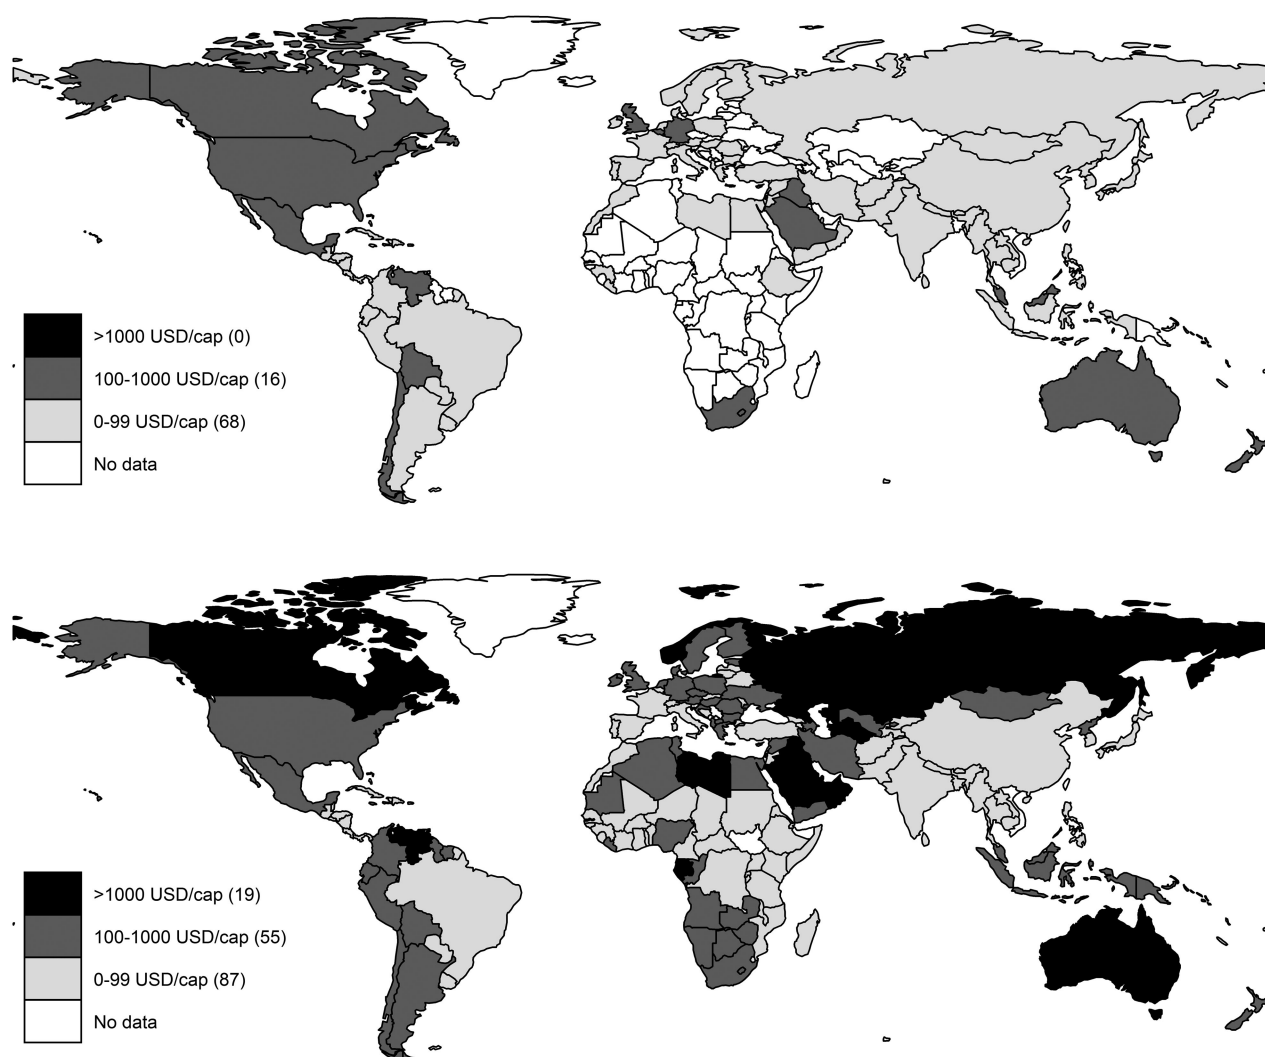 >1000 USD/cap (0)
100-1000 USD/cap (16)
0-99 USD/cap (68)
No data
>1000 USD/cap (19)
100-1000 USD/cap (55)
0-99 USD/cap (87)
No data